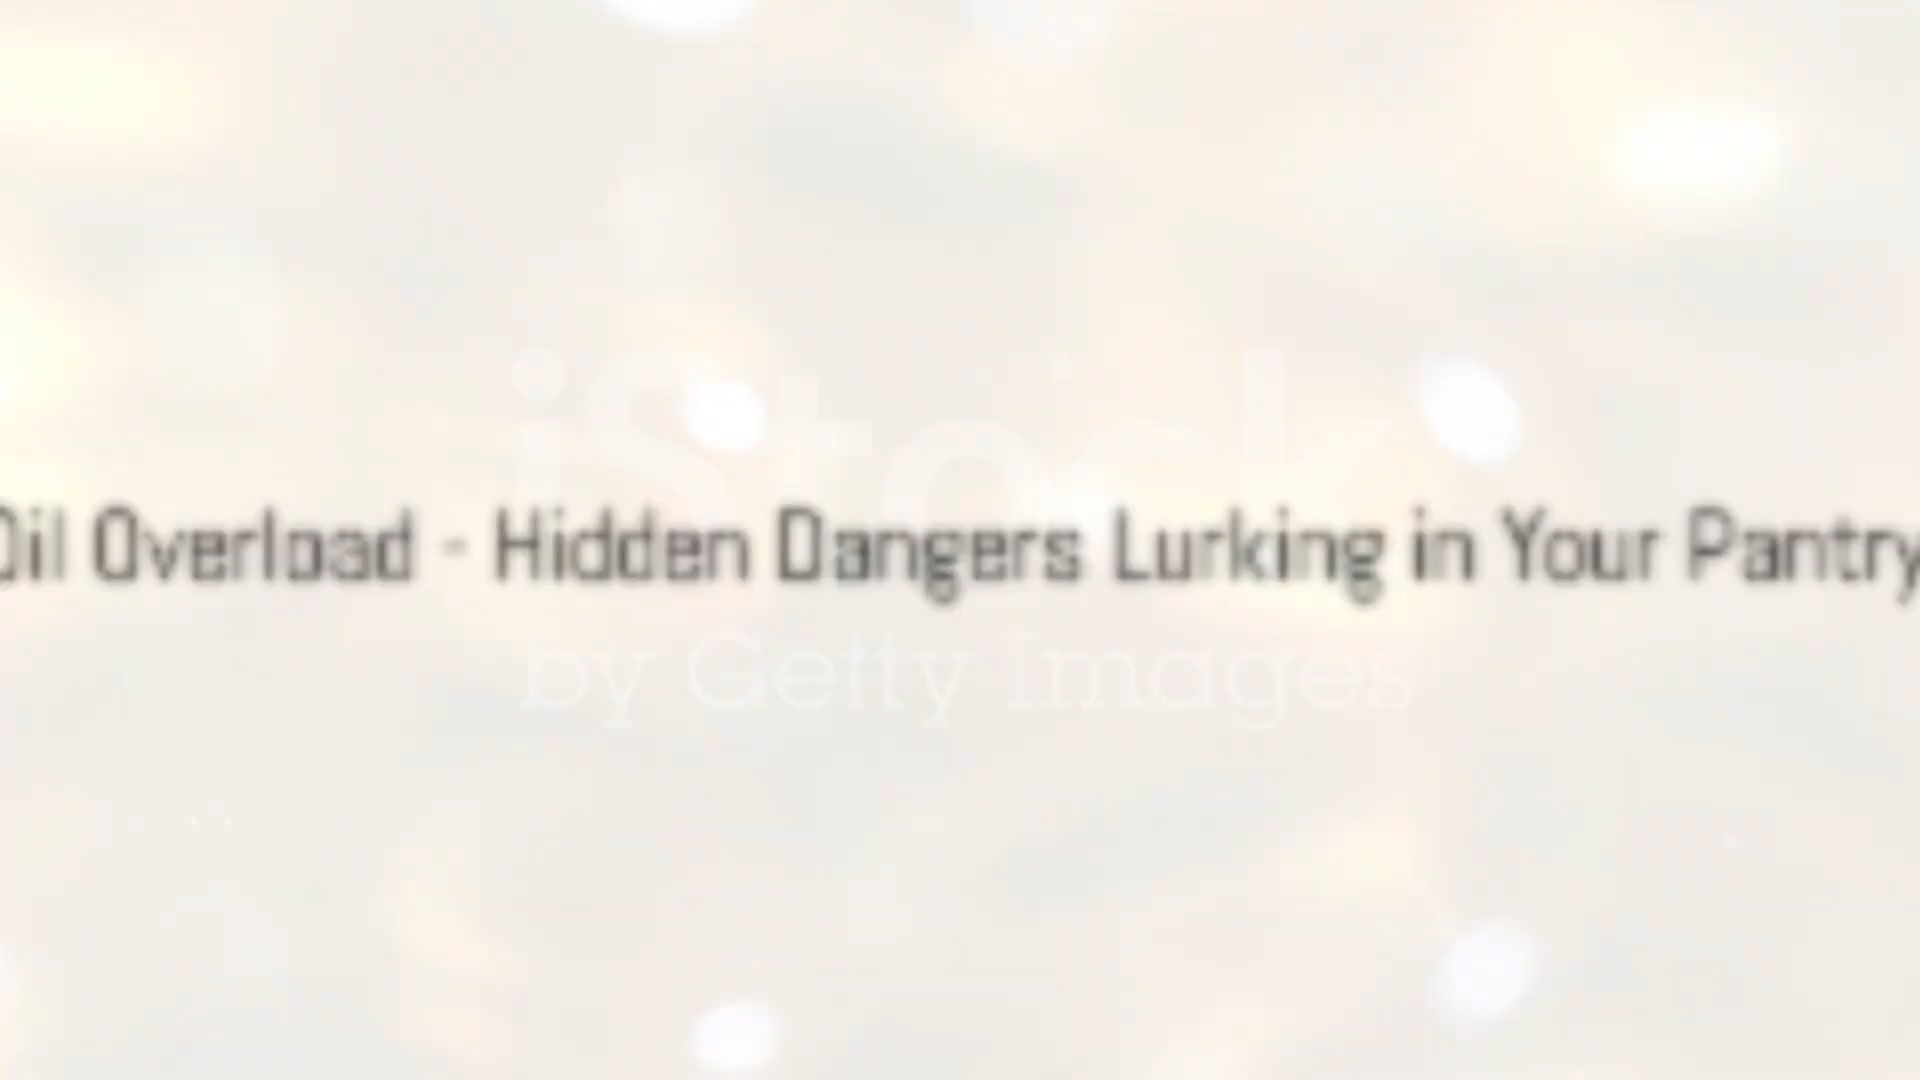 Oil Overload - Hidden Dangers Lurking in Your Pantry
iStock
by Getty Images